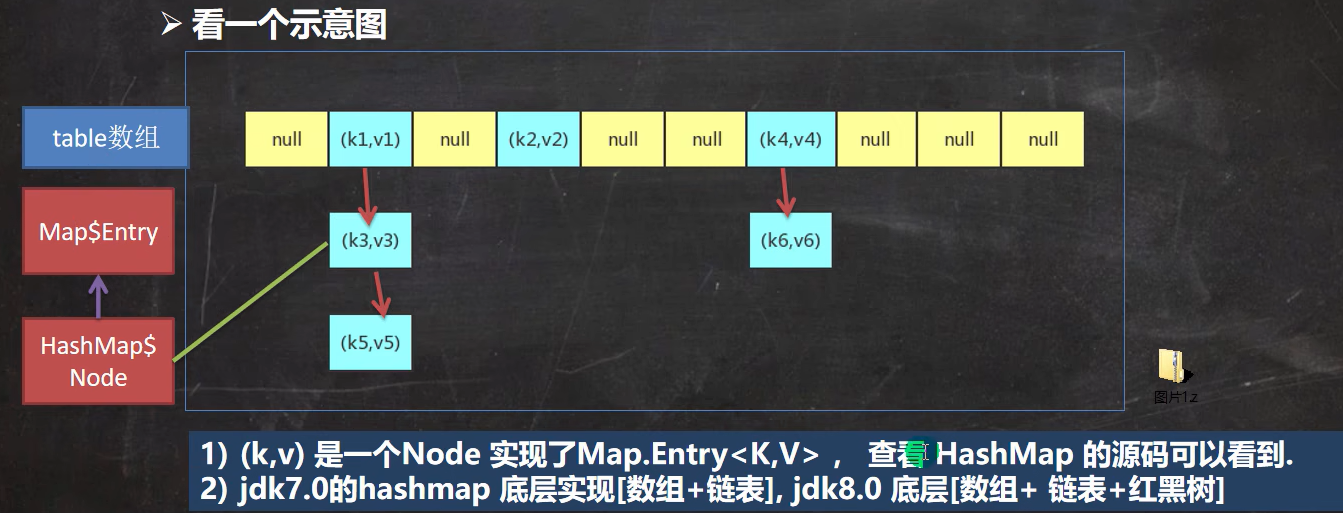 ➢ 看一个示意图
table数组
null
(k1,v1)
null
(k2,v2)
null
null
(k4,v4)
null
null
null
Map$Entry
(k3,v3)
(k6,v6)
HashMap$
Node
(k5,v5)
图片1.z
1) (k,v) 是一个Node 实现了Map.Entry<K,V> , 查看 HashMap 的源码可以看到.
2) jdk7.0的hashmap 底层实现[数组+链表], jdk8.0 底层[数组+ 链表+红黑树]